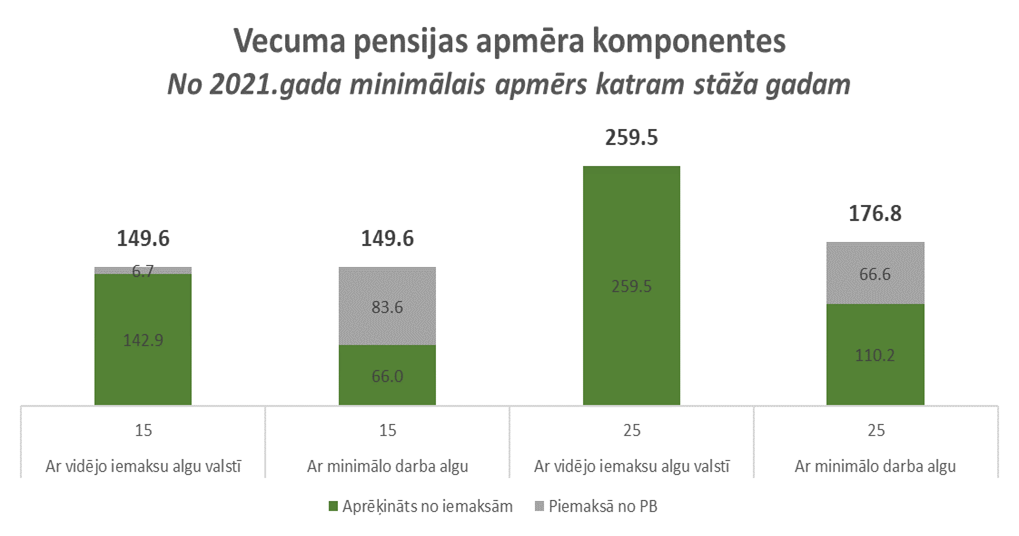 Vecuma pensijas apmēra komponentes
No 2021.gada minimālais apmērs katram stāža gadam
149.6
149.6
259.5
176.8
6.7
142.9
83.6
66.0
259.5
66.6
110.2
15
15
25
25
Ar vidējo iemaksu algu valstī
Ar minimālo darba algu
Ar vidējo iemaksu algu valstī
Ar minimālo darba algu
Aprēķināts no iemaksām
Piemaksā no PB